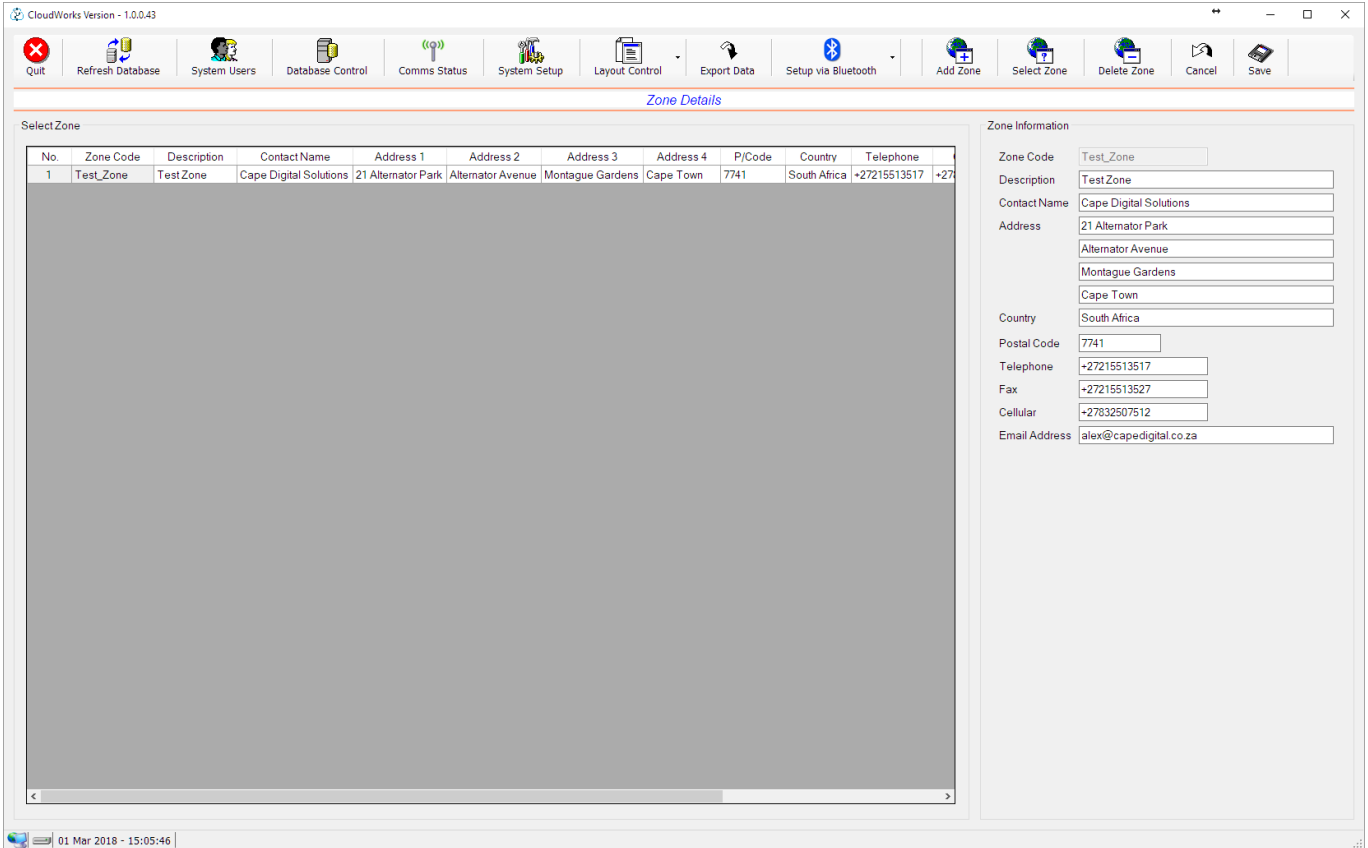 CloudWorks Version - 1.0.0.43
Quit Refresh Database System Users Database Control Comms Status System Setup Layout Control Export Data Setup via Bluetooth Add Zone Select Zone Delete Zone Cancel Save
Zone Details
Select Zone
No. Zone Code Description Contact Name Address 1 Address 2 Address 3 Address 4 P/Code Country Telephone
1 Test_Zone Test Zone Cape Digital Solutions 21 Alternator Park Alternator Avenue Montague Gardens Cape Town 7741 South Africa +27215513517 +27
Zone Information
Zone Code Test_Zone
Description Test Zone
Contact Name Cape Digital Solutions
Address 21 Alternator Park
Alternator Avenue
Montague Gardens
Cape Town
Country South Africa
Postal Code 7741
Telephone +27215513517
Fax +27215513527
Cellular +27832507512
Email Address alex@capedigital.co.za
01 Mar 2018 - 15:05:46